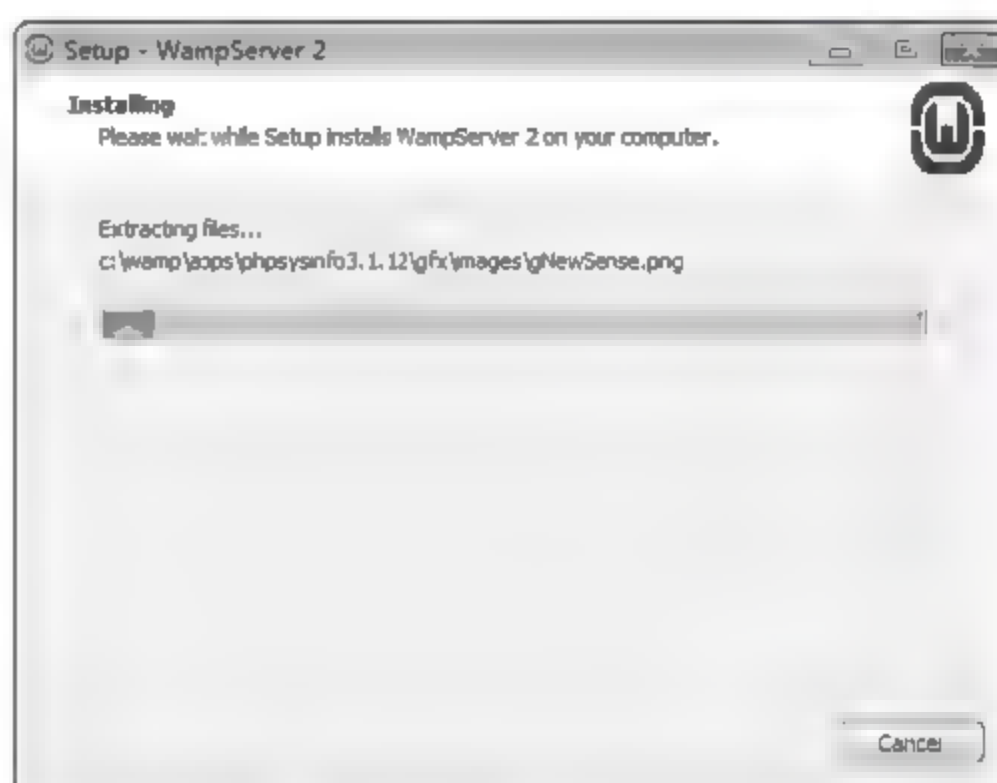 Setup - WampServer 2
Installing
Please wait while Setup installs WampServer 2 on your computer.
Extracting files...
c:\wamp\apps\phpsysinfo3.1.12\gfx\images\gNewSense.png
Cancel